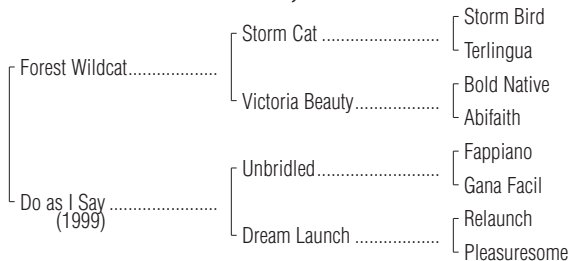 Storm Bird
Storm Cat ..........................
Terlingua
Forest Wildcat....................
Bold Native
Victoria Beauty...................
Abifaith
Fappiano
Unbridled...........................
Gana Facil
Do as I Say ........................
(1999)
Relaunch
Dream Launch ..................
Pleasuresome